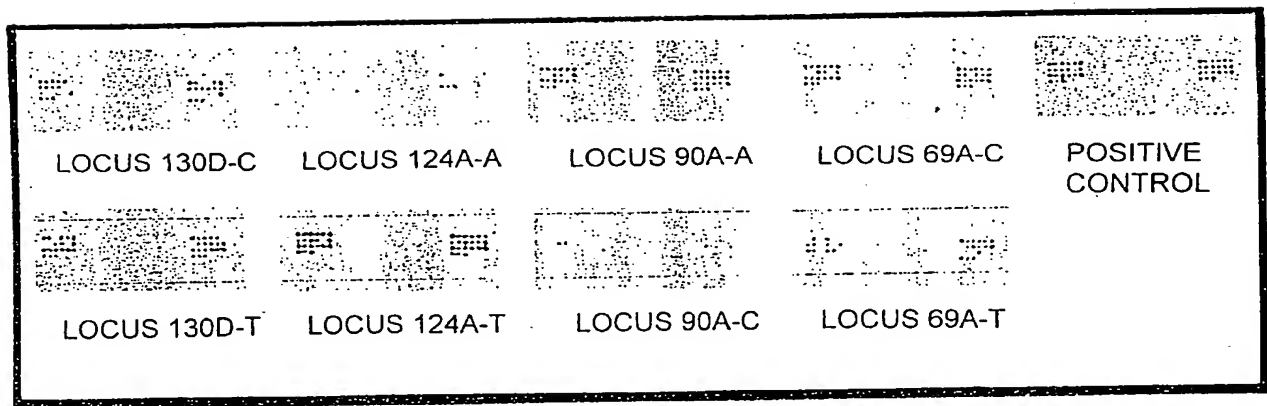 LOCUS 130D-C LOCUS 124A-A LOCUS 90A-A LOCUS 69A-C POSITIVE CONTROL
LOCUS 130D-T LOCUS 124A-T LOCUS 90A-C LOCUS 69A-T